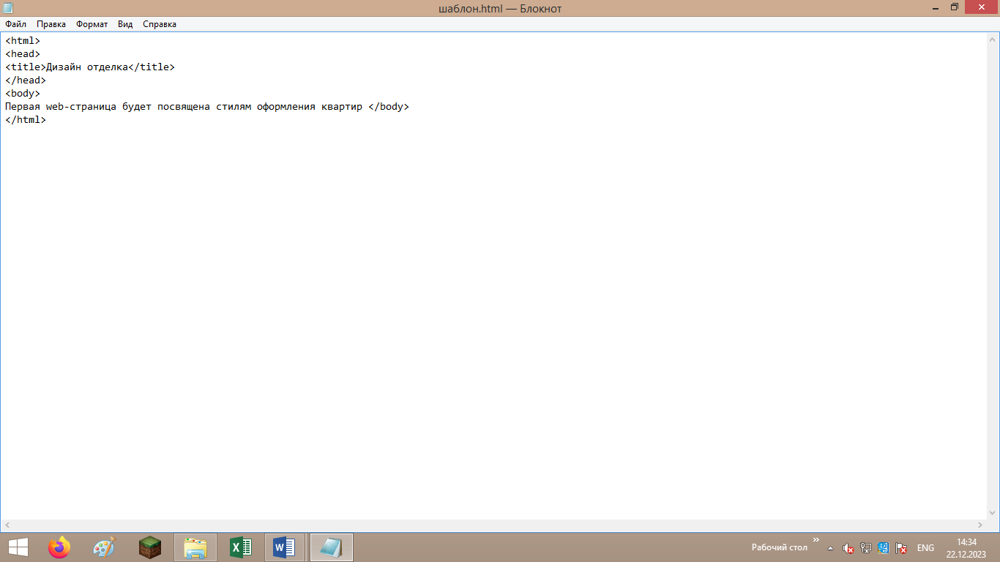 шаблон.html — Блокнот
Файл Правка Формат Вид Справка
<html>
<head>
<title>Дизайн отделка</title>
</head>
<body>
Первая web-страница будет посвящена стилям оформления квартир </body>
</html>
Рабочий стол
ENG
14:34
22.12.2023